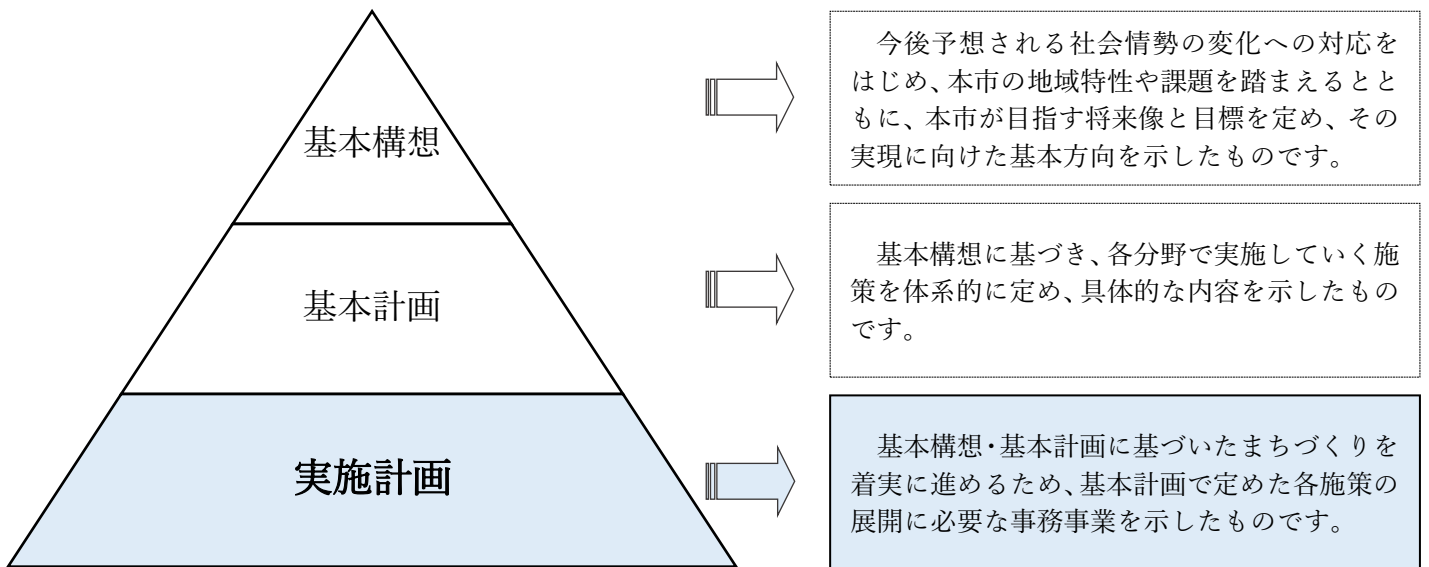 基本構想
今後予想される社会情勢の変化への対応を
はじめ、本市の地域特性や課題を踏まえるとと
もに、本市が目指す将来像と目標を定め、その
実現に向けた基本方向を示したものです。
基本計画
基本構想に基づき、各分野で実施していく施
策を体系的に定め、具体的な内容を示したもの
です。
実施計画
基本構想・基本計画に基づいたまちづくりを
着実に進めるため、基本計画で定めた各施策の
展開に必要な事務事業を示したものです。